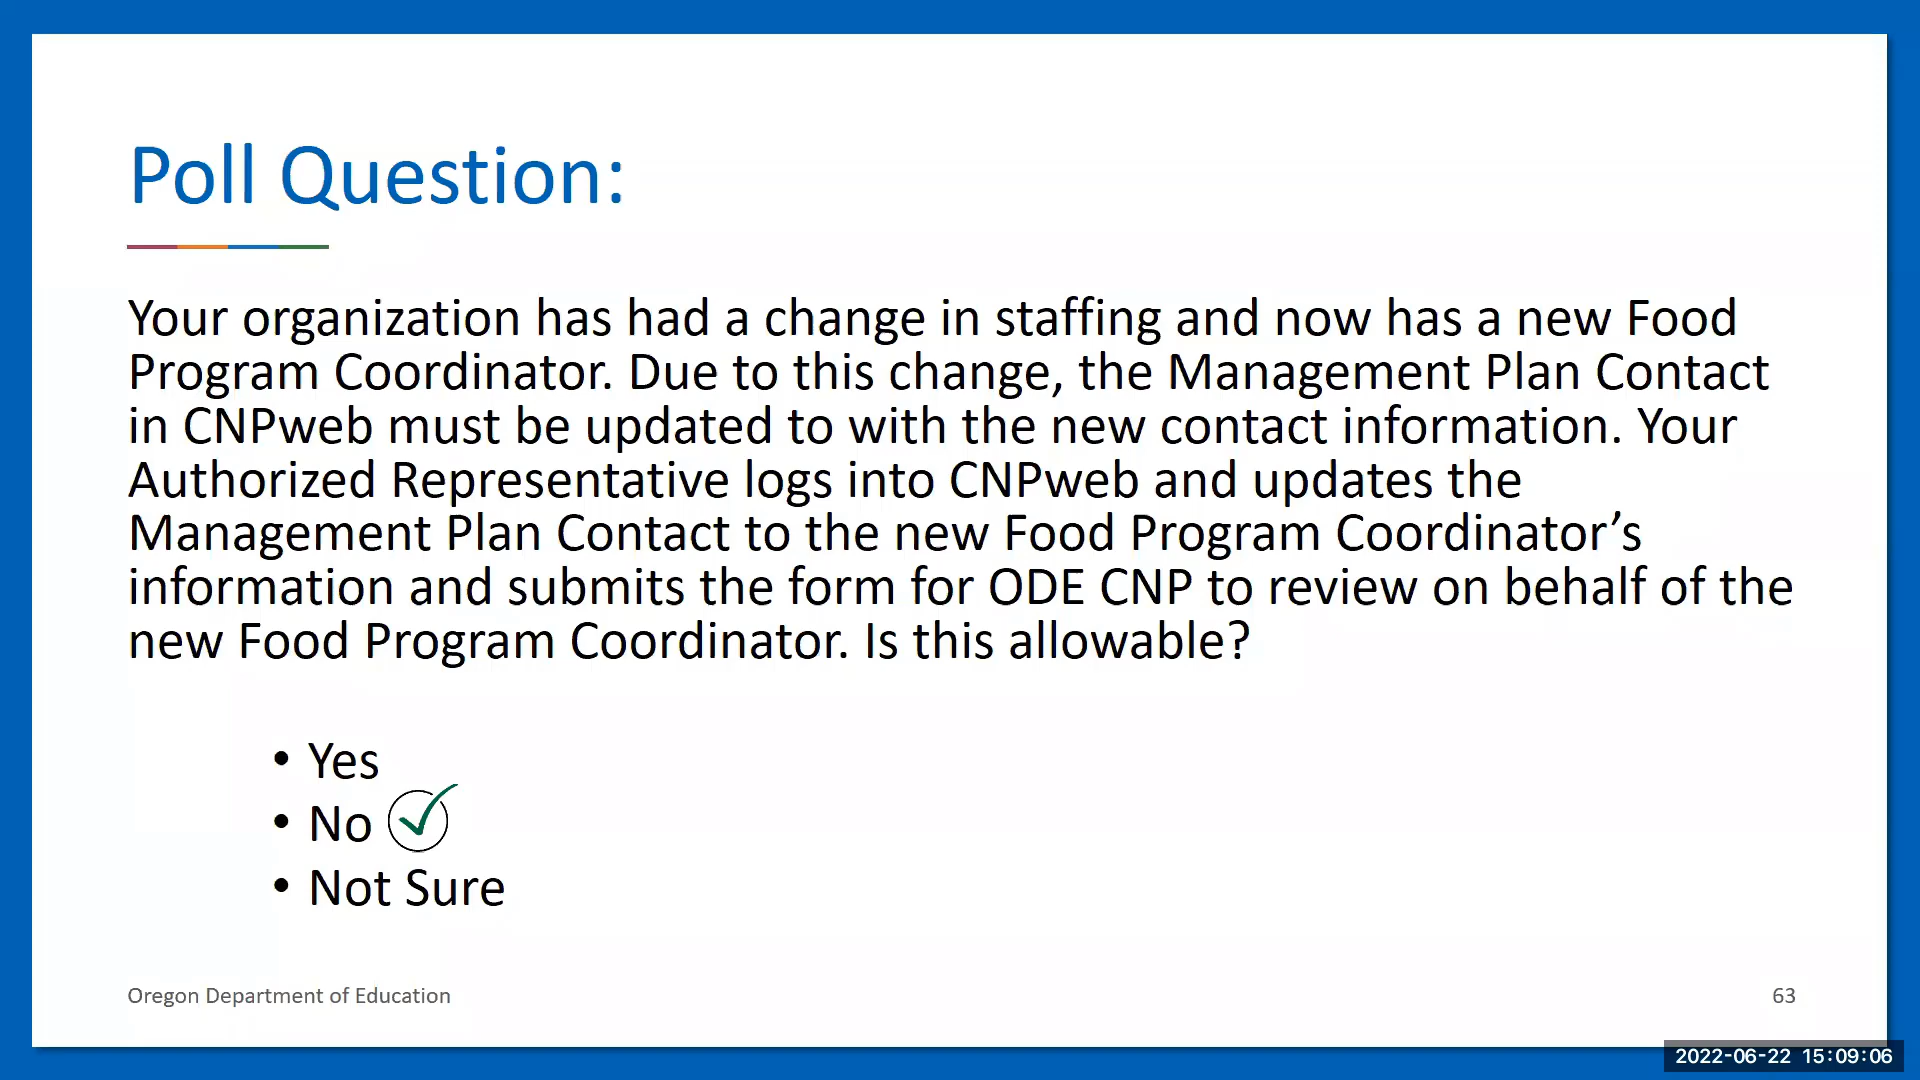 Poll Question:
Your organization has had a change in staffing and now has a new Food
Program Coordinator. Due to this change, the Management Plan Contact
in CNPweb must be updated to with the new contact information. Your
Authorized Representative logs into CNPweb and updates the
Management Plan Contact to the new Food Program Coordinator’s
information and submits the form for ODE CNP to review on behalf of the
new Food Program Coordinator. Is this allowable?
• Yes
• No
• Not Sure
Oregon Department of Education
63
2022-06-22 15:09:06